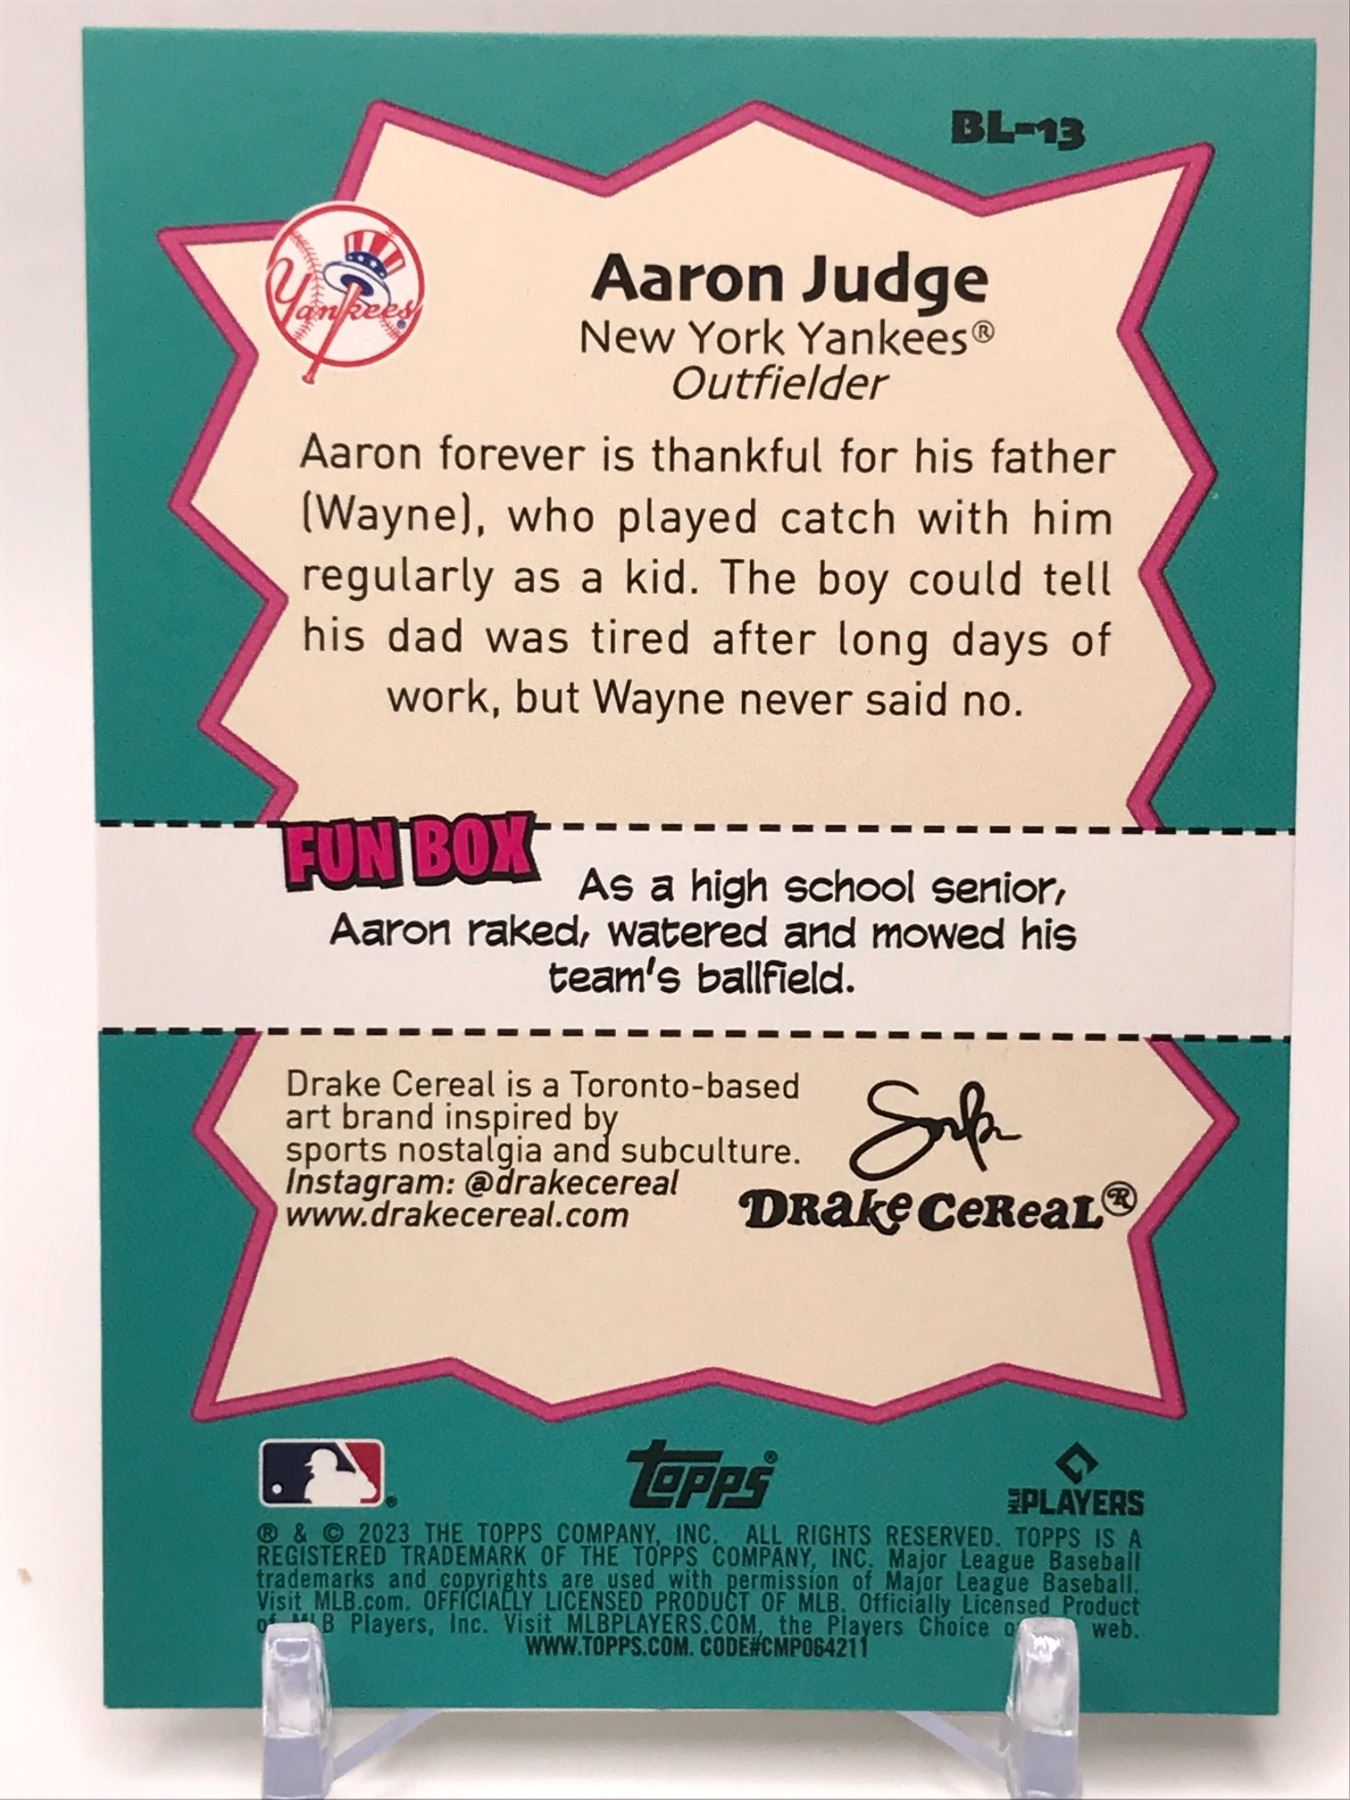 BL-13
Yankees
Aaron Judge
New York Yankees®
Outfielder
Aaron forever is thankful for his father
(Wayne), who played catch with him
regularly as a kid. The boy could tell
his dad was tired after long days of
work, but Wayne never said no.
FUN BOX
As a high school senior,
Aaron raked, watered and mowed his
team's ballfield.
Drake Cereal is a Toronto-based
art brand inspired by
sports nostalgia and subculture.
Instagram: @drakecereal
www.drakecereal.com
DRAKE CEREAL®
TOPPS®
MLB PLAYERS
® & © 2023 THE TOPPS COMPANY, INC. ALL RIGHTS RESERVED. TOPPS IS A
REGISTERED TRADEMARK OF THE TOPPS COMPANY, INC. Major League Baseball
trademarks and copyrights are used with permission of Major League Baseball.
Visit MLB.com. OFFICIALLY LICENSED PRODUCT OF MLB. Officially Licensed Product
Players, Inc. Visit MLBPLAYERS.COM, the Players Choice web.
WWW.TOPPS.COM. CODE#CMP064211